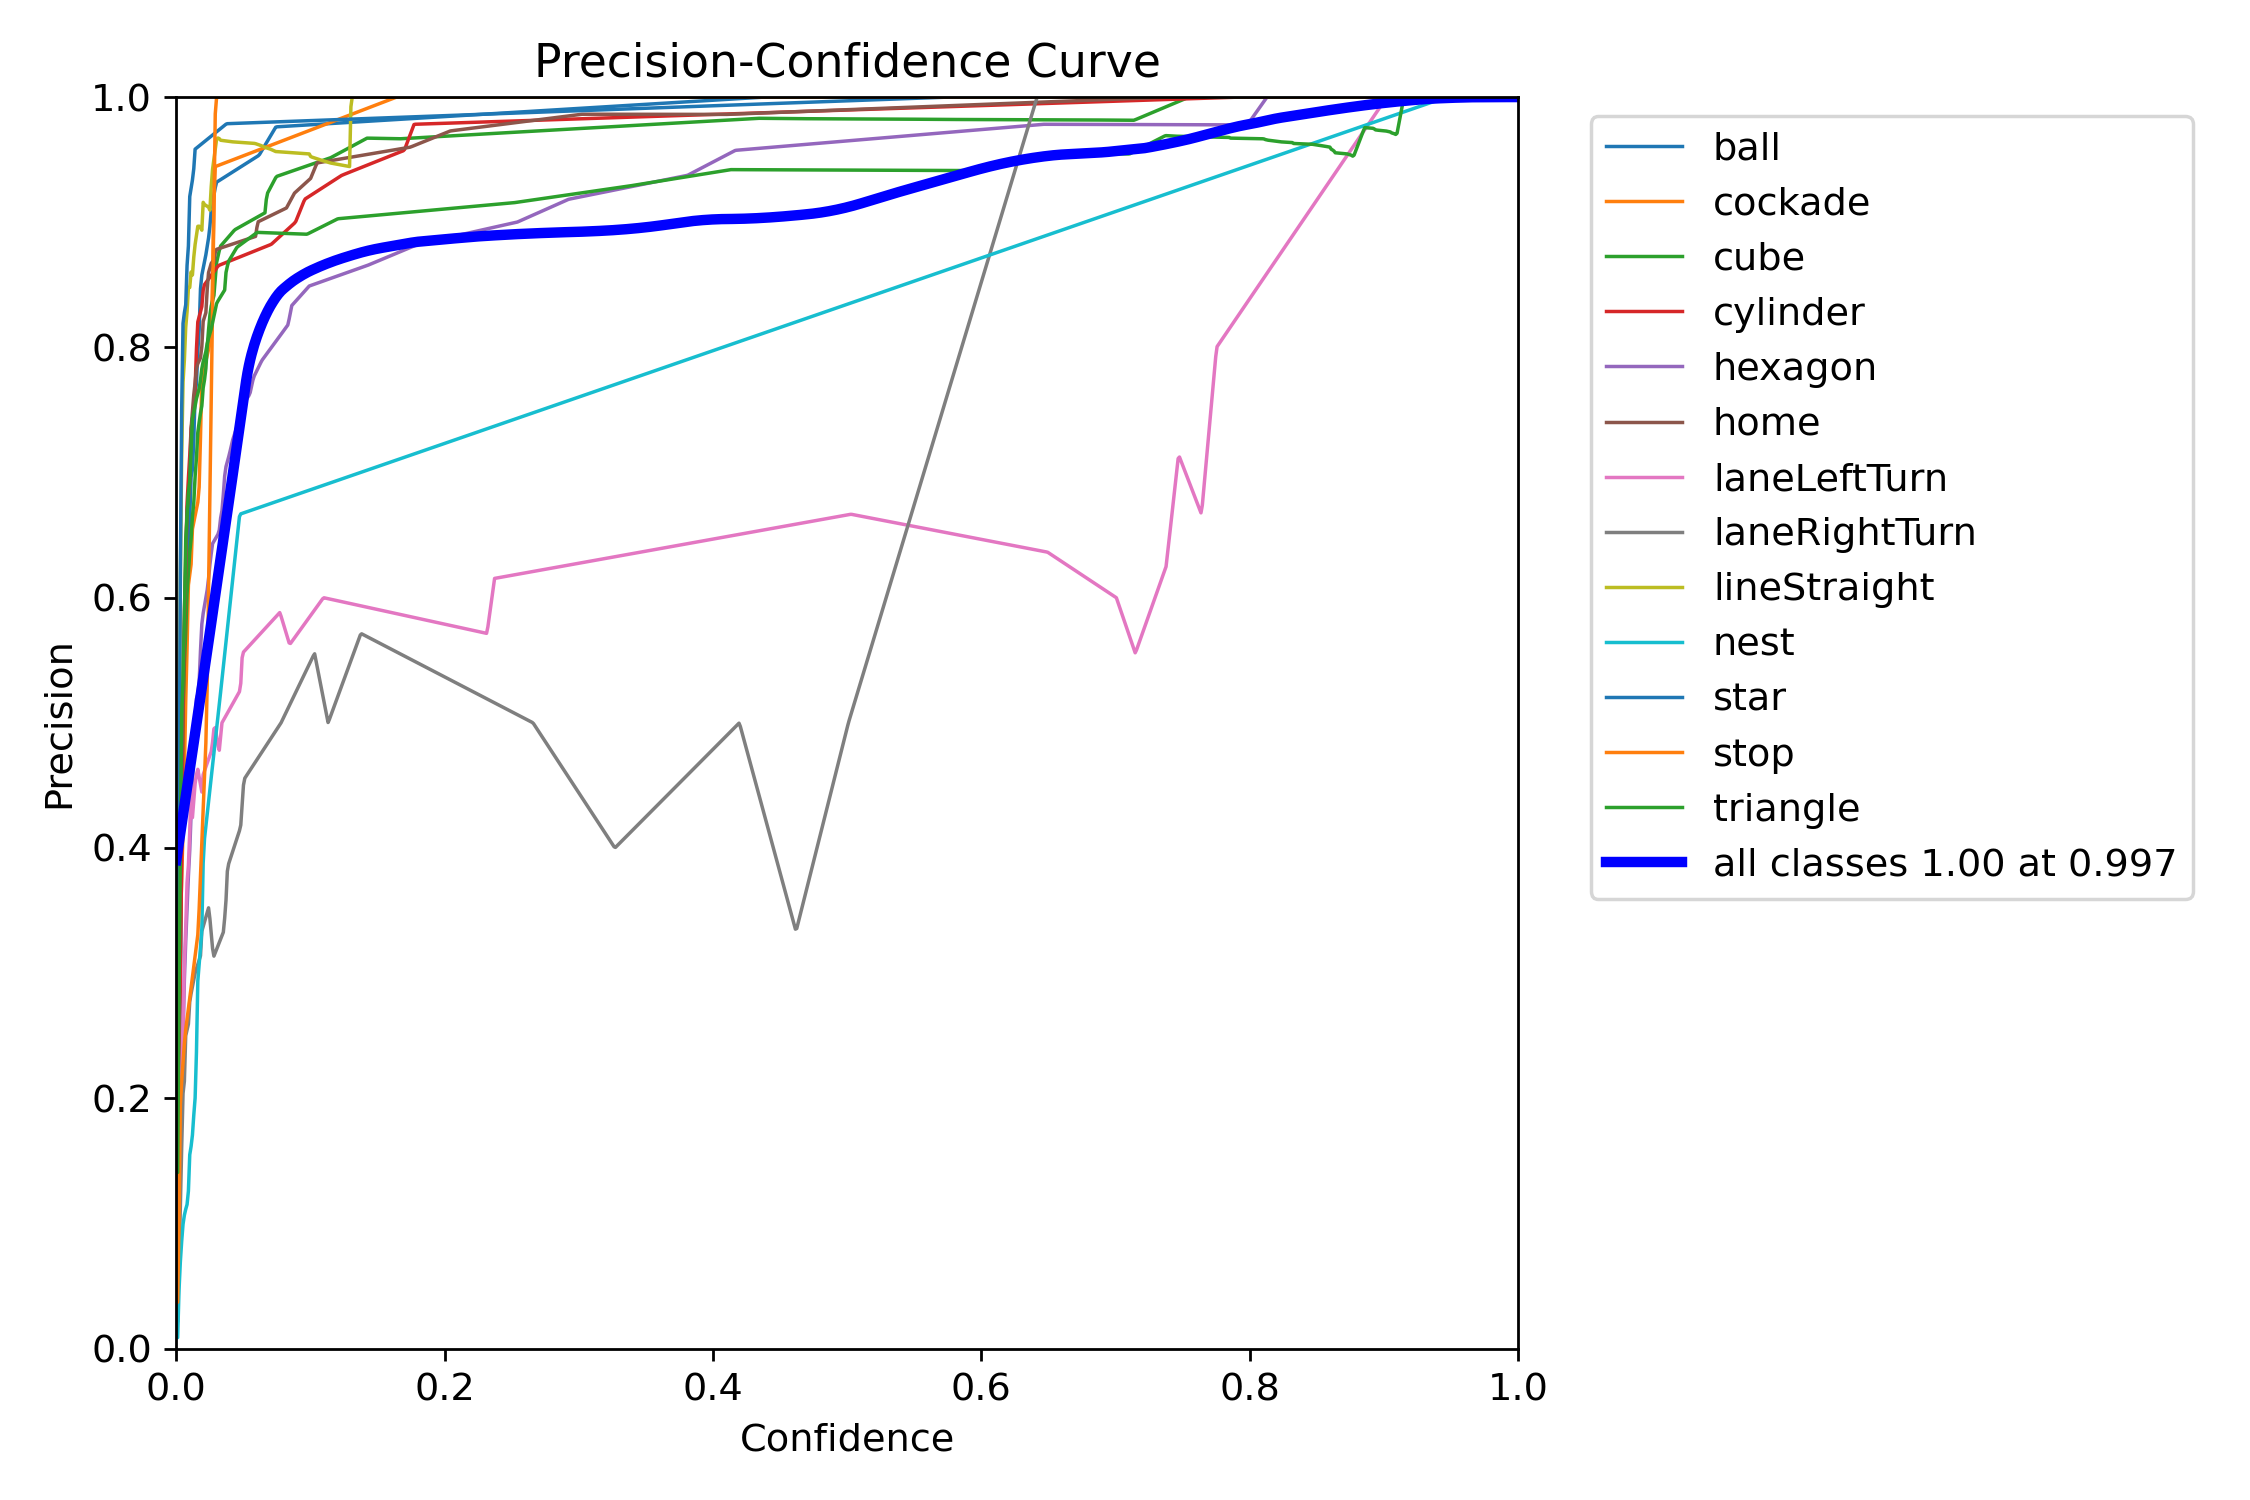 Precision-Confidence Curve
1.0
0.8
0.6
0.4
0.2
0.0
Precision
0.0 0.2 0.4 0.6 0.8 1.0
Confidence
ball
cockade
cube
cylinder
hexagon
home
laneLeftTurn
laneRightTurn
lineStraight
nest
star
stop
triangle
all classes 1.00 at 0.997